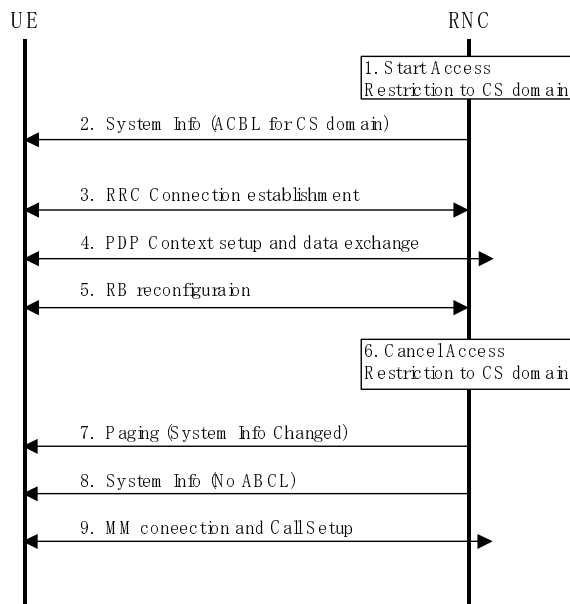 UE
RNC
1. Start Access
Restriction to CS domain
2. System Info (ACBL for CS domain)
3. RRC Connection establishment
4. PDP Context setup and data exchange
5. RB reconfiguraion
6. Cancel Access
Restriction to CS domain
7. Paging (System Info Changed)
8. System Info (No ABCL)
9. MM coneection and Call Setup